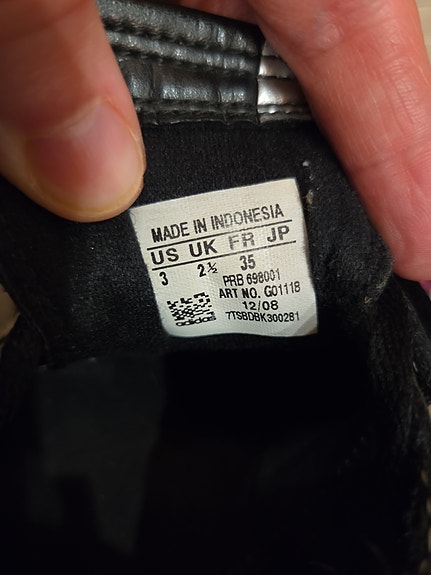 MADE IN INDONESIA
US UK FR JP
3 2½ 35
PRB 698001
ART NO. G01118
12/08
7TSBDBK300281
adidas